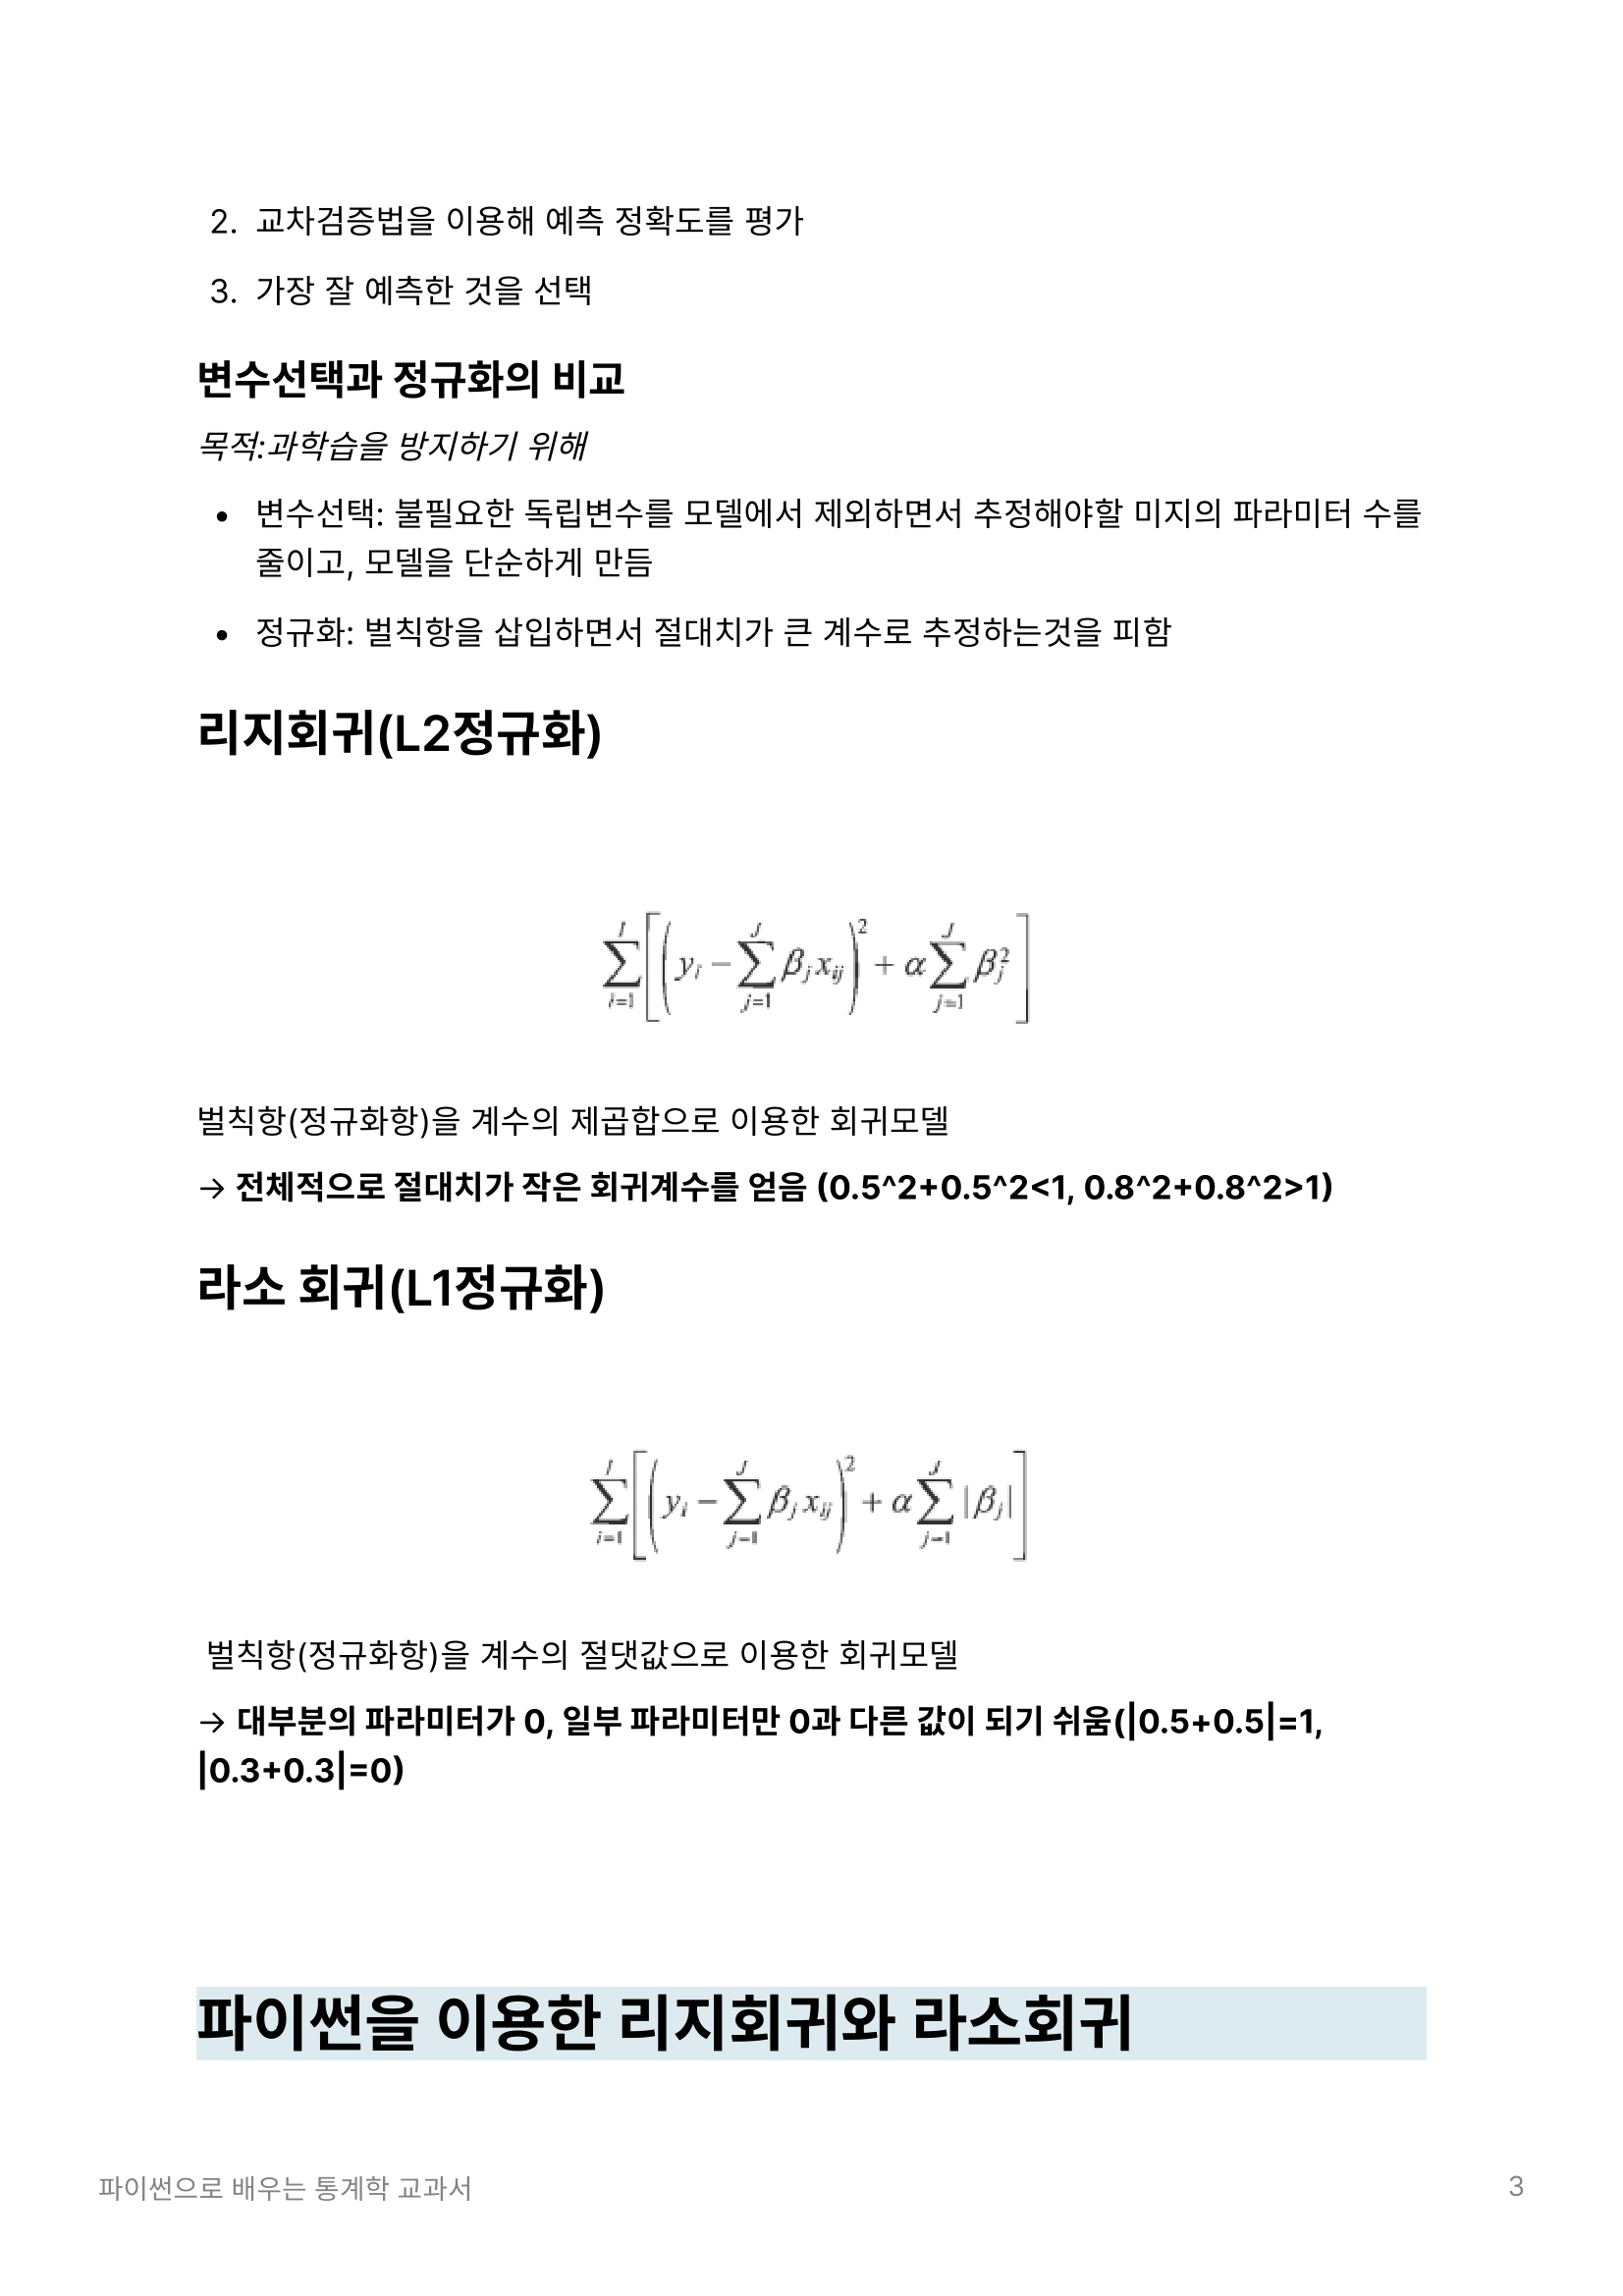 2. 교차검증법을 이용해 예측 정확도를 평가
3. 가장 잘 예측한 것을 선택
변수선택과 정규화의 비교
목적:과학습을 방지하기 위해
• 변수선택: 불필요한 독립변수를 모델에서 제외하면서 추정해야할 미지의 파라미터 수를
줄이고, 모델을 단순하게 만듬
• 정규화: 벌칙항을 삽입하면서 절대치가 큰 계수로 추정하는것을 피함
리지회귀(L2정규화)
\sum_{i=1}^{I}\left[\left(y_i-\sum_{j=1}^{J}\beta_j x_{ij}\right)^2+\alpha\sum_{j=1}^{J}\beta_j^2\right]
벌칙항(정규화항)을 계수의 제곱합으로 이용한 회귀모델
→ 전체적으로 절대치가 작은 회귀계수를 얻음 (0.5^2+0.5^2<1, 0.8^2+0.8^2>1)
라소 회귀(L1정규화)
\sum_{i=1}^{I}\left[\left(y_i-\sum_{j=1}^{J}\beta_j x_{ij}\right)^2+\alpha\sum_{j=1}^{J}|\beta_j|\right]
벌칙항(정규화항)을 계수의 절댓값으로 이용한 회귀모델
→ 대부분의 파라미터가 0, 일부 파라미터만 0과 다른 값이 되기 쉬움(|0.5+0.5|=1,
|0.3+0.3|=0)
파이썬을 이용한 리지회귀와 라소회귀
파이썬으로 배우는 통계학 교과서 3